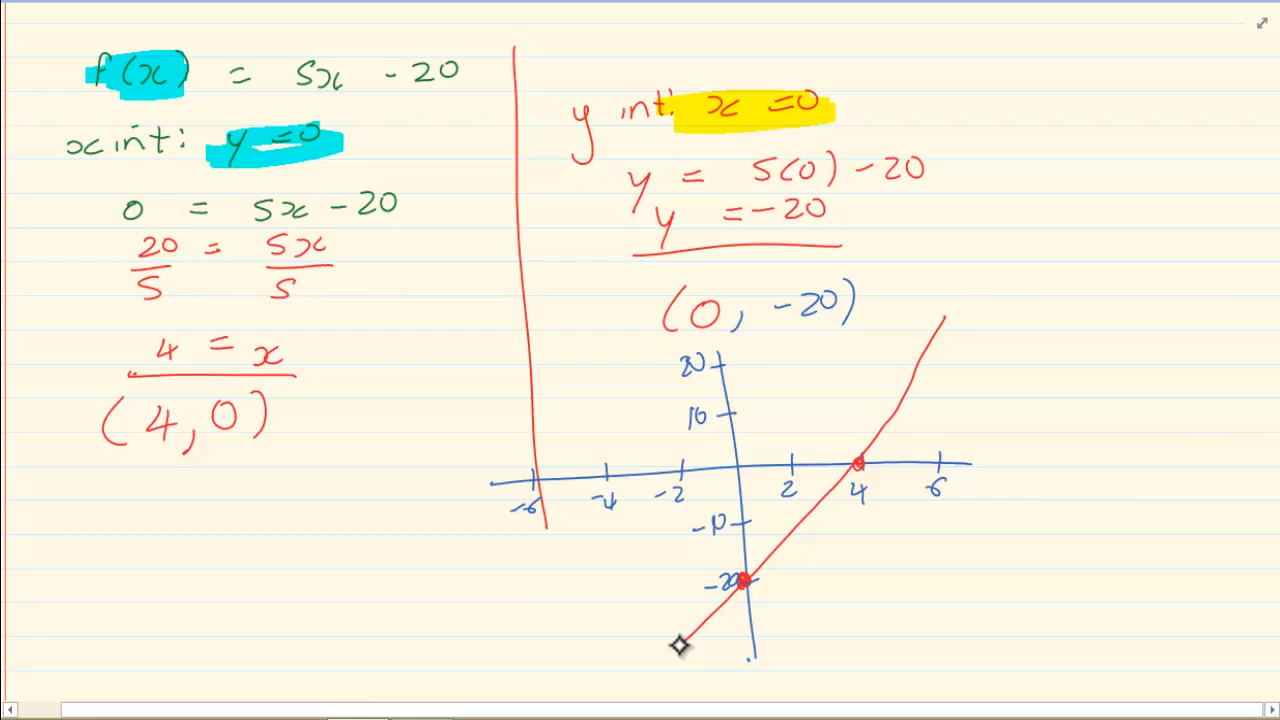 f(x) = 5x - 20
x int: y = 0
0 = 5x - 20
20 = 5x
5 5
4 = x
(4, 0)
y int: x = 0
y = 5(0) - 20
y = -20
(0, -20)
20
10
-6 -4 -2 2 4 6
-10
-20